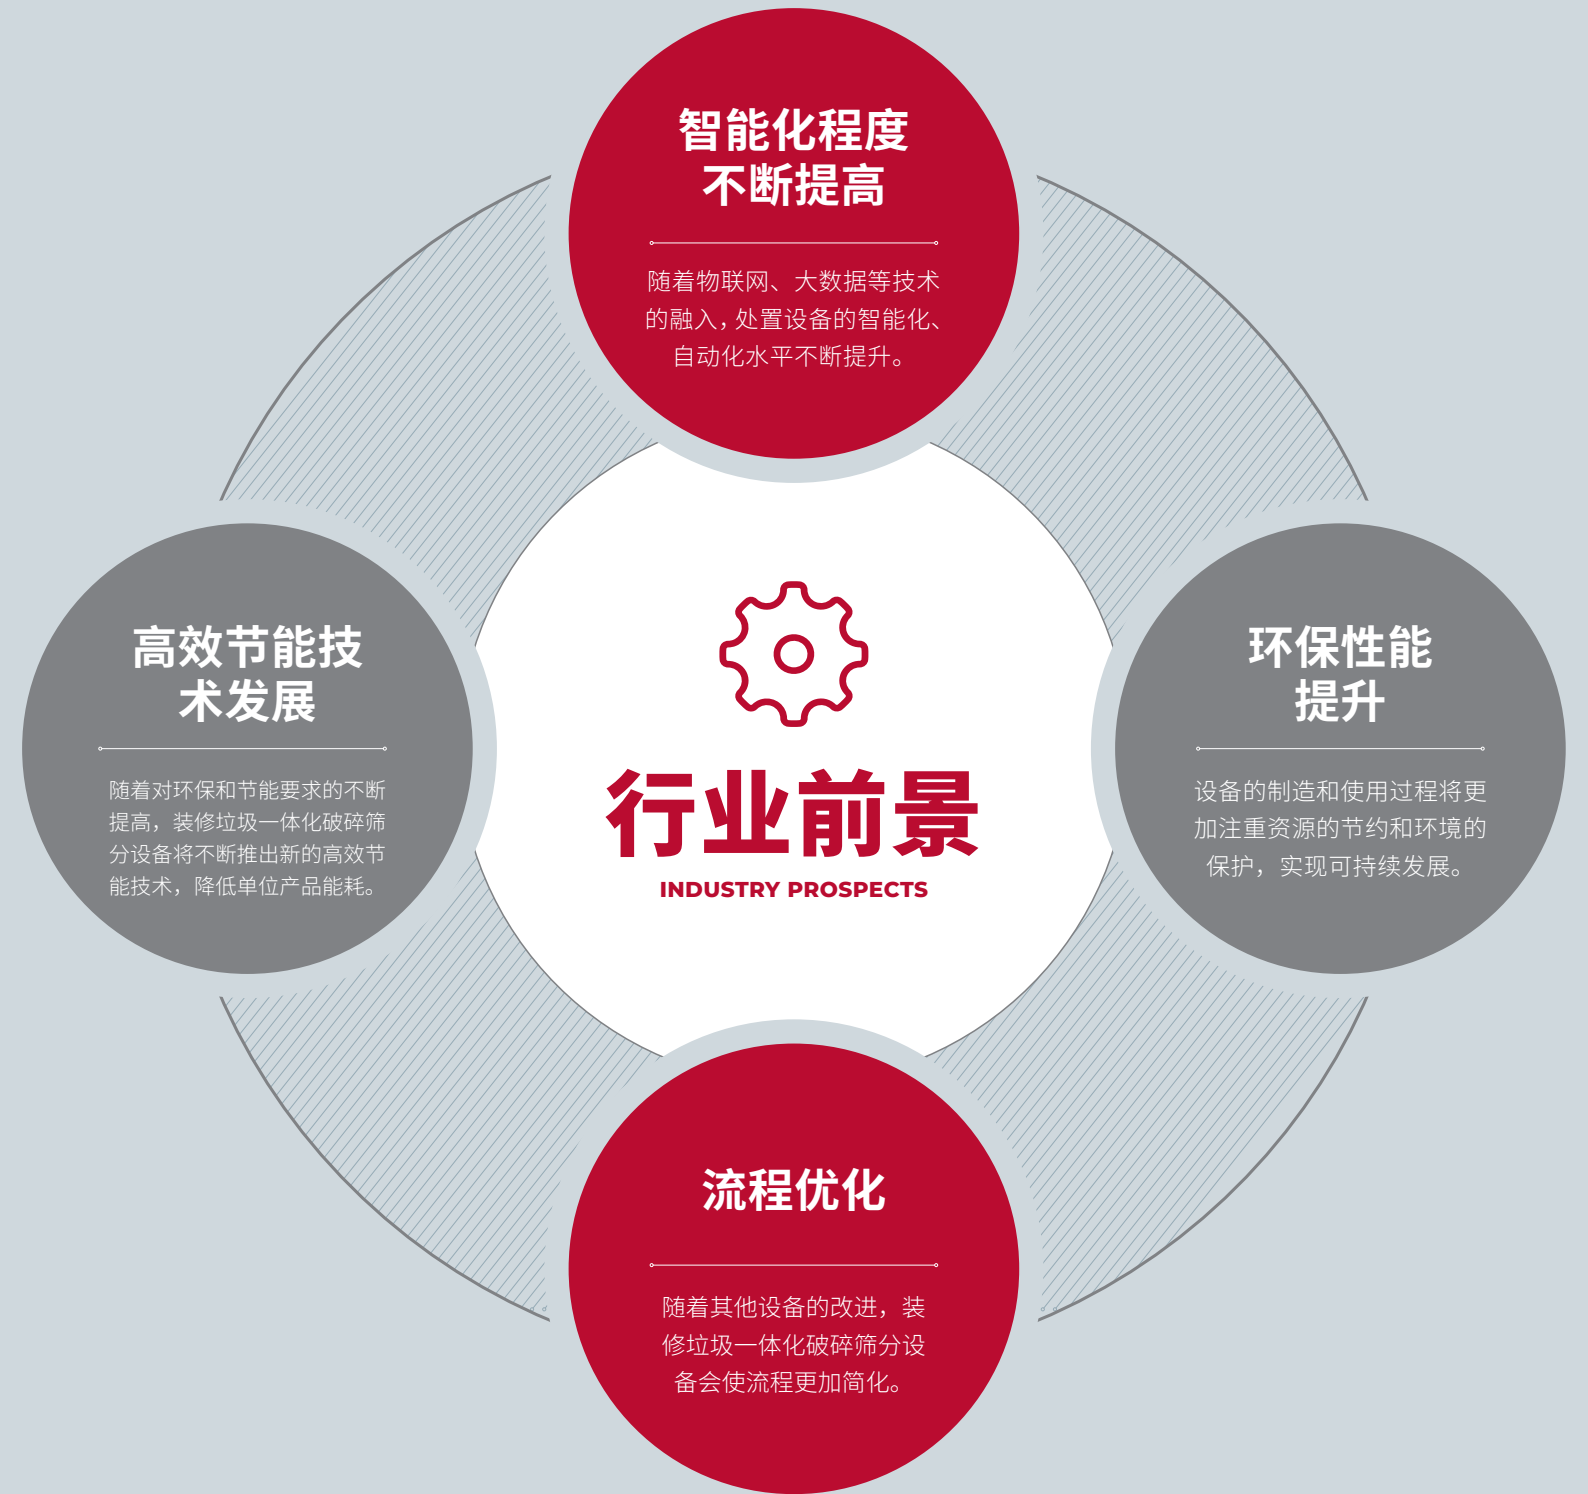 智能化程度
不断提高
随着物联网、大数据等技术
的融入，处置设备的智能化、
自动化水平不断提升。
高效节能技
术发展
随着对环保和节能要求的不断
提高，装修垃圾一体化破碎筛
分设备将不断推出新的高效节
能技术，降低单位产品能耗。
行业前景
INDUSTRY PROSPECTS
环保性能
提升
设备的制造和使用过程将更
加注重资源的节约和环境的
保护，实现可持续发展。
流程优化
随着其他设备的改进，装
修垃圾一体化破碎筛分设
备会使流程更加简化。